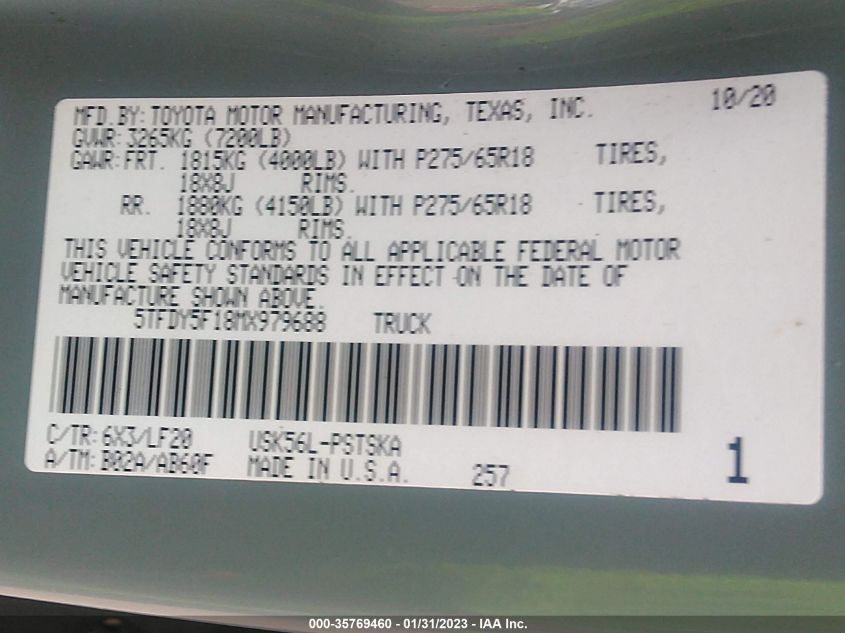 MFD.BY:TOYOTA MOTOR MANUFACTURING, TEXAS, INC. 10/20
GVWR:3265KG (7200LB)
GAWR:FRT. 1815KG (4000LB) WITH P275/65R18 TIRES,
18X8J RIMS.
RR. 1880KG (4150LB) WITH P275/65R18 TIRES,
18X8J RIMS.
THIS VEHICLE CONFORMS TO ALL APPLICABLE FEDERAL MOTOR
VEHICLE SAFETY STANDARDS IN EFFECT ON THE DATE OF
MANUFACTURE SHOWN ABOVE.
5TFDY5F18MX979688 TRUCK
C/TR:6X3/LF20 USK56L-PSTSKA
A/TM:B02A/AB60F MADE IN U.S.A. 257 1
000-35769460 - 01/31/2023 - IAA Inc.